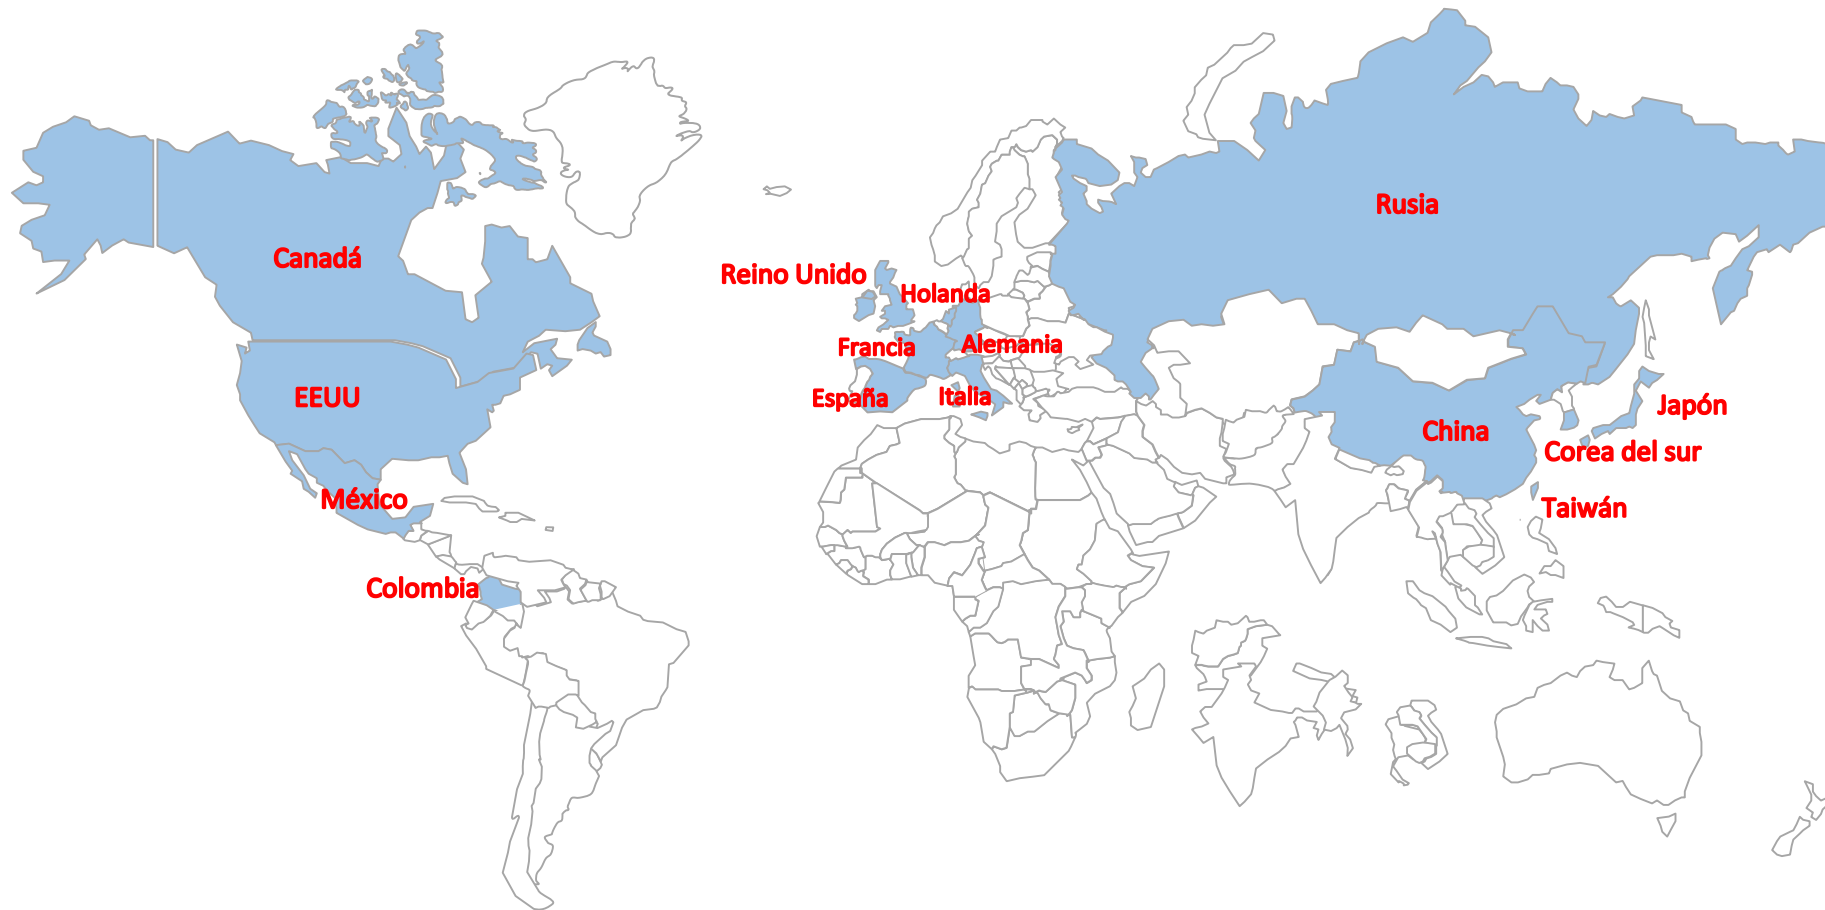 Rusia
Canadá
Reino Unido
Holanda
Francia
Alemania
EEUU
España
Italia
Japón
China
Corea del sur
México
Taiwán
Colombia